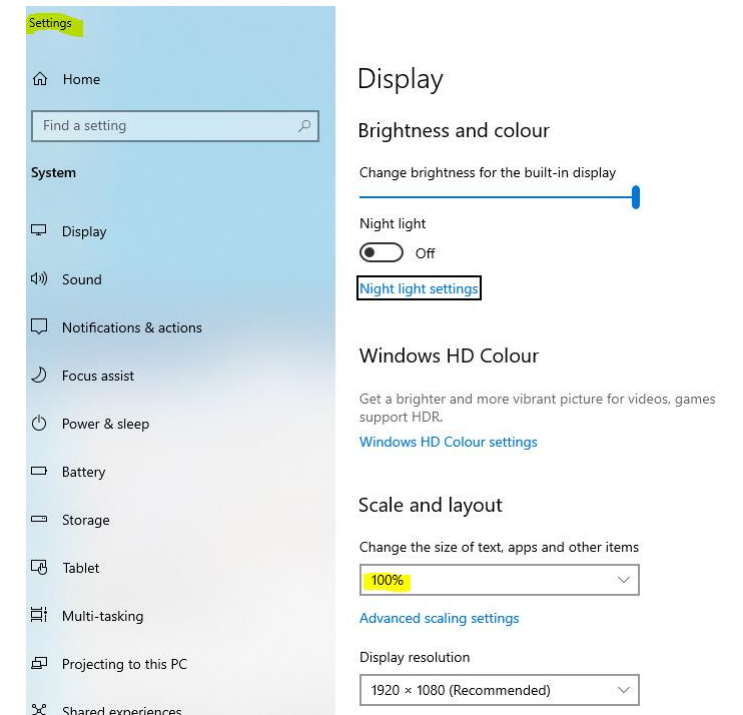 Settings
Home
Find a setting
System
Display
Sound
Notifications & actions
Focus assist
Power & sleep
Battery
Storage
Tablet
Multi-tasking
Projecting to this PC
Shared experiences
Display
Brightness and colour
Change brightness for the built-in display
Night light
Off
Night light settings
Windows HD Colour
Get a brighter and more vibrant picture for videos, games
support HDR.
Windows HD Colour settings
Scale and layout
Change the size of text, apps and other items
100%
Advanced scaling settings
Display resolution
1920 × 1080 (Recommended)